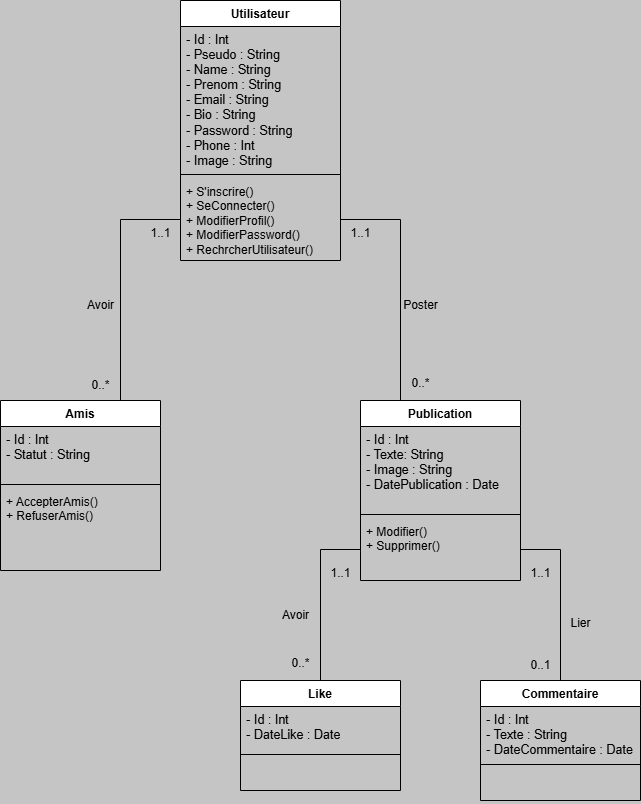 Utilisateur
- Id : Int
- Pseudo : String
- Name : String
- Prenom : String
- Email : String
- Bio : String
- Password : String
- Phone : Int
- Image : String
+ S'inscrire()
+ SeConnecter()
+ ModifierProfil()
+ ModifierPassword()
+ RechrcherUtilisateur()
1..1
1..1
Avoir
Poster
0..*
0..*
Amis
- Id : Int
- Statut : String
+ AccepterAmis()
+ RefuserAmis()
Publication
- Id : Int
- Texte: String
- Image : String
- DatePublication : Date
+ Modifier()
+ Supprimer()
1..1
1..1
Avoir
Lier
0..*
0..1
Like
- Id : Int
- DateLike : Date
Commentaire
- Id : Int
- Texte : String
- DateCommentaire : Date